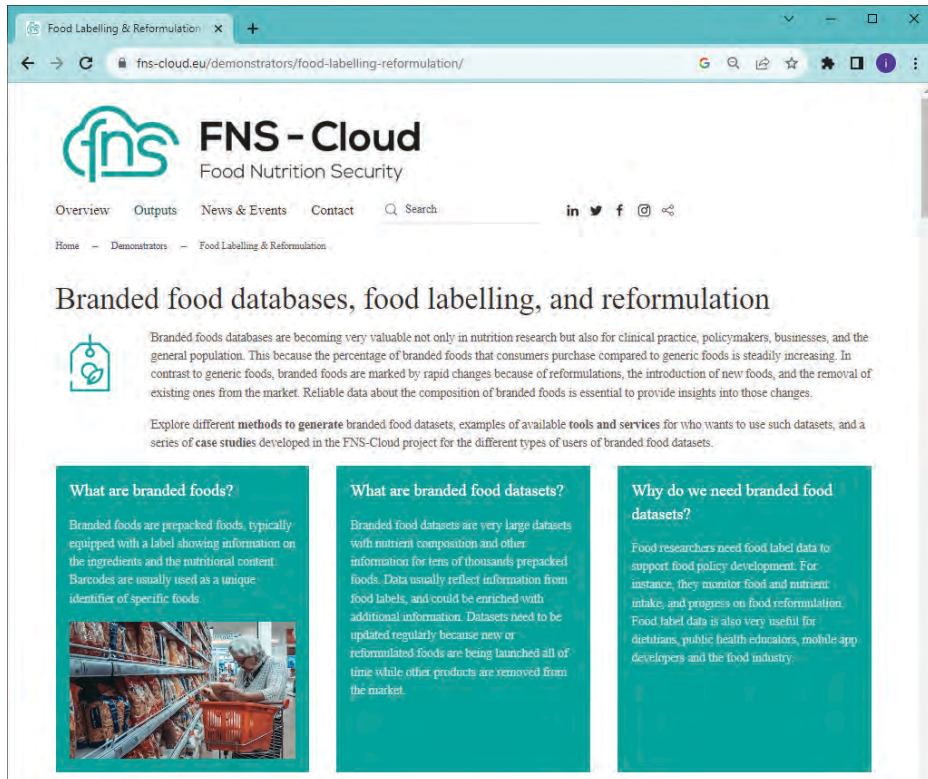 Food Labelling & Reformulation
fns-cloud.eu/demonstrators/food-labelling-reformulation/
fns
FNS - Cloud
Food Nutrition Security
Overview Outputs News & Events Contact Search
Home – Demonstrators – Food Labelling & Reformulation
Branded food databases, food labelling, and reformulation
Branded foods databases are becoming very valuable not only in nutrition research but also for clinical practice, policymakers, businesses, and the
general population. This because the percentage of branded foods that consumers purchase compared to generic foods is steadily increasing. In
contrast to generic foods, branded foods are marked by rapid changes because of reformulations, the introduction of new foods, and the removal of
existing ones from the market. Reliable data about the composition of branded foods is essential to provide insights into those changes.
Explore different methods to generate branded food datasets, examples of available tools and services for who wants to use such datasets, and a
series of case studies developed in the FNS-Cloud project for the different types of users of branded food datasets.
What are branded foods?
Branded foods are prepacked foods, typically
equipped with a label showing information on
the ingredients and the nutritional content.
Barcodes are usually used as a unique
identifier of specific foods.
What are branded food datasets?
Branded food datasets are very large datasets
with nutrient composition and other
information for tens of thousands prepacked
foods. Data usually reflect information from
food labels, and could be enriched with
additional information. Datasets need to be
updated regularly because new or
reformulated foods are being launched all of
time while other products are removed from
the market.
Why do we need branded food
datasets?
Food researchers need food label data to
support food policy development. For
instance, they monitor food and nutrient
intake, and progress on food reformulation.
Food label data is also very useful for
dietitians, public health educators, mobile app
developers and the food industry.